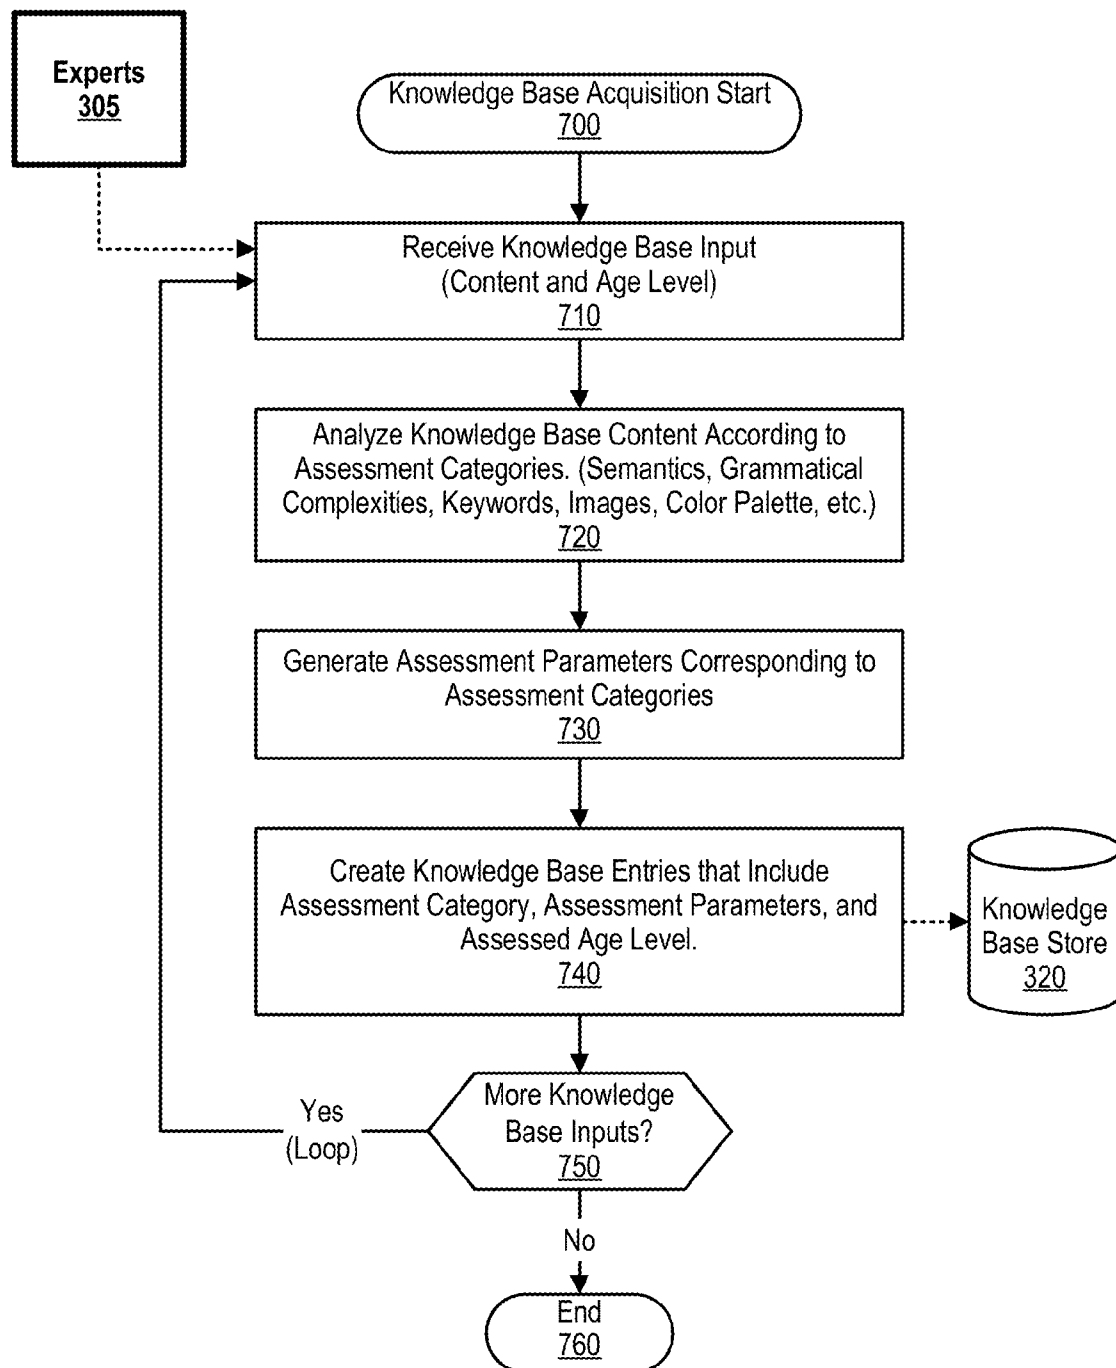 Experts
305
Knowledge Base Acquisition Start
700
Receive Knowledge Base Input
(Content and Age Level)
710
Analyze Knowledge Base Content According to
Assessment Categories. (Semantics, Grammatical
Complexities, Keywords, Images, Color Palette, etc.)
720
Generate Assessment Parameters Corresponding to
Assessment Categories
730
Create Knowledge Base Entries that Include
Assessment Category, Assessment Parameters, and
Assessed Age Level.
740
Knowledge
Base Store
320
More Knowledge
Base Inputs?
750
Yes
(Loop)
No
End
760